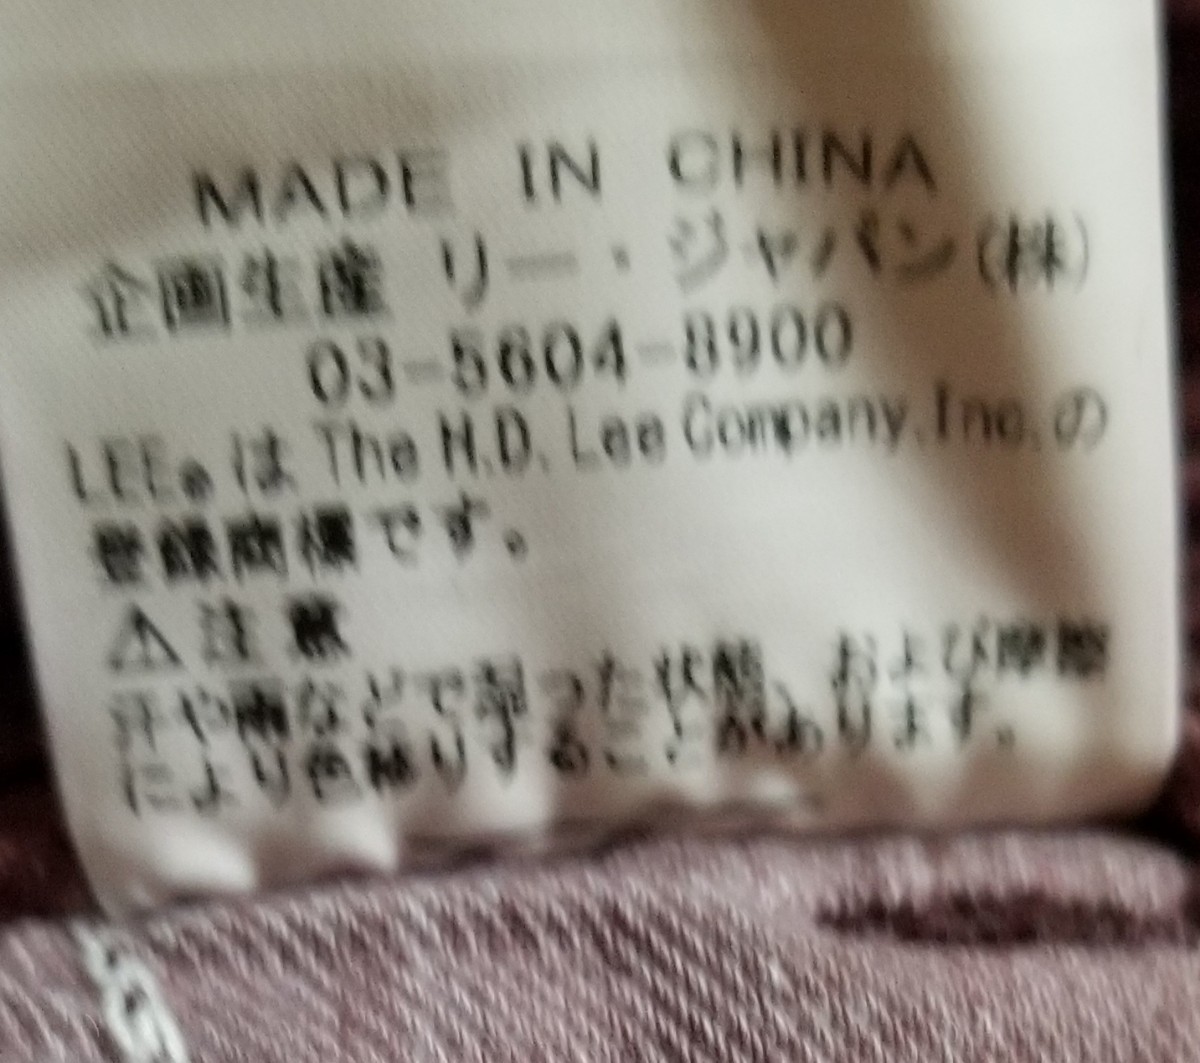 MADE IN CHINA
企画生産 リー・ジャパン(株)
03-5604-8900
LEE®は The H.D. Lee Company.Inc.の
登録商標です。
⚠注意
汗や雨などで湿った状態、および摩擦
により色移りすることがあります。